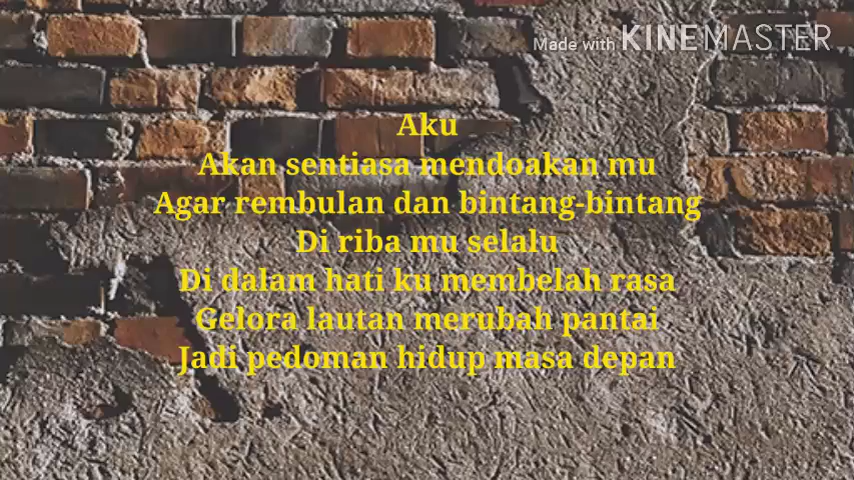 Made with KINEMASTER
Aku
Akan sentiasa mendoakan mu
Agar rembulan dan bintang-bintang
Di riba mu selalu
Di dalam hati ku membelah rasa
Gelora lautan merubah pantai
Jadi pedoman hidup masa depan